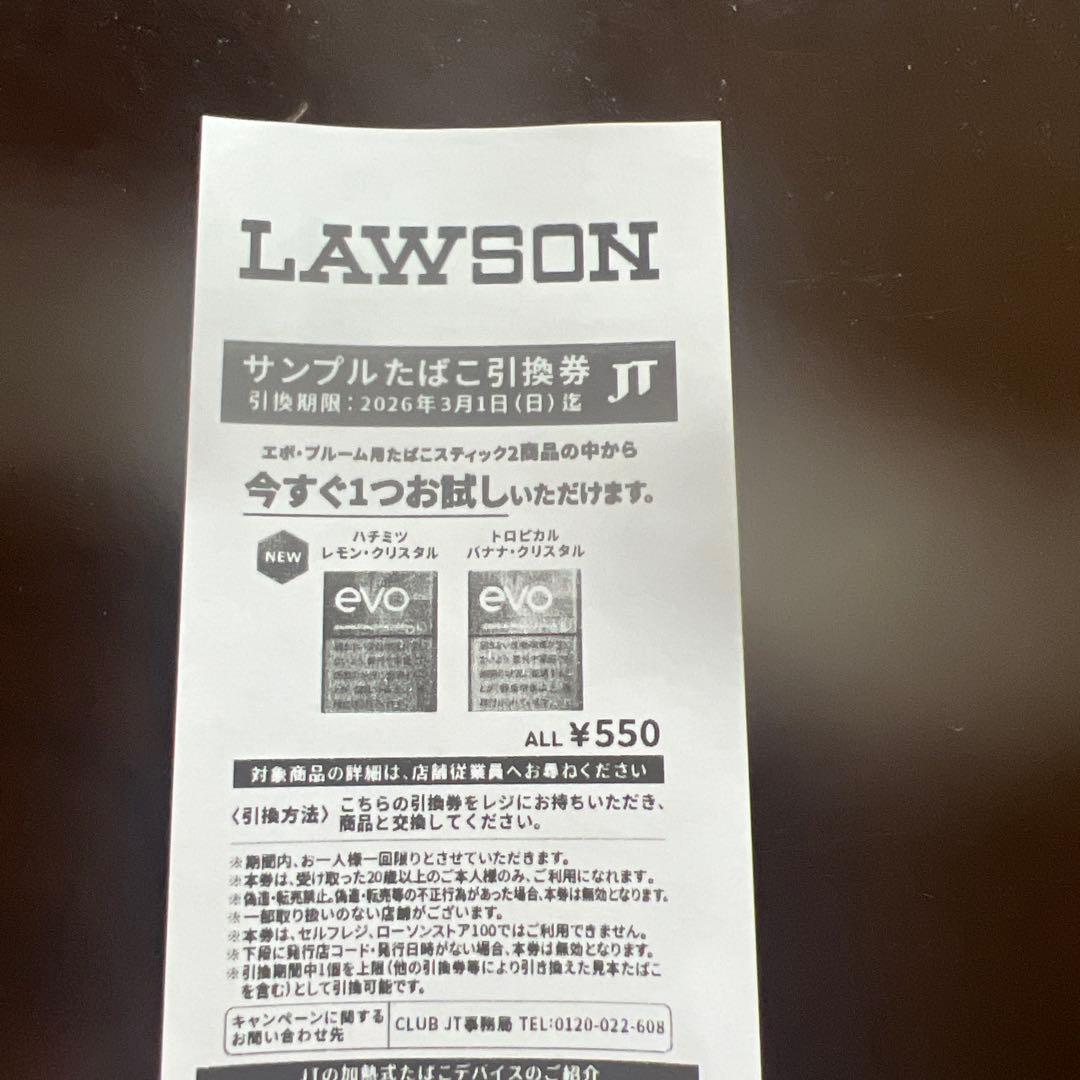 LAWSON
サンプルたばこ引換券 JT
引換期限：2026年3月1日（日）迄
エボ・プルーム用たばこスティック2商品の中から
今すぐ1つお試しいただけます。
NEW
ハチミツ
レモン・クリスタル
トロピカル
バナナ・クリスタル
evo
evo
ALL ¥550
対象商品の詳細は、店舗従業員へお尋ねください
〈引換方法〉こちらの引換券をレジにお持ちいただき、
商品と交換してください。
※期間内、お一人様一回限りとさせていただきます。
※本券は、受け取った20歳以上のご本人様のみ、ご利用になれます。
※偽造・転売禁止。偽造・転売等の不正行為があった場合、本券は無効となります。
※一部取り扱いのない店舗がございます。
※本券は、セルフレジ、ローソンストア100ではご利用できません。
※下段に発行店コード・発行日時がない場合、本券は無効となります。
※引換期間中1個を上限（他の引換券等により引き換えた見本たばこ
を含む）として引換可能です。
キャンペーンに関する
お問い合わせ先
CLUB JT事務局 TEL:0120-022-608
JTの加熱式たばこデバイスのご紹介